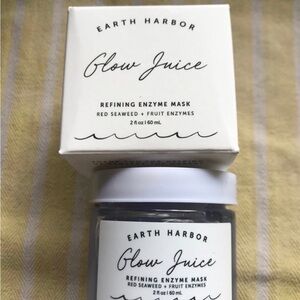 EARTH HARBOR
Glow Juice
REFINING ENZYME MASK
RED SEAWEED + FRUIT ENZYMES
2 fl oz | 60 mL
EARTH HARBOR
Glow Juice
REFINING ENZYME MASK
RED SEAWEED + FRUIT ENZYMES
2 fl oz | 60 mL